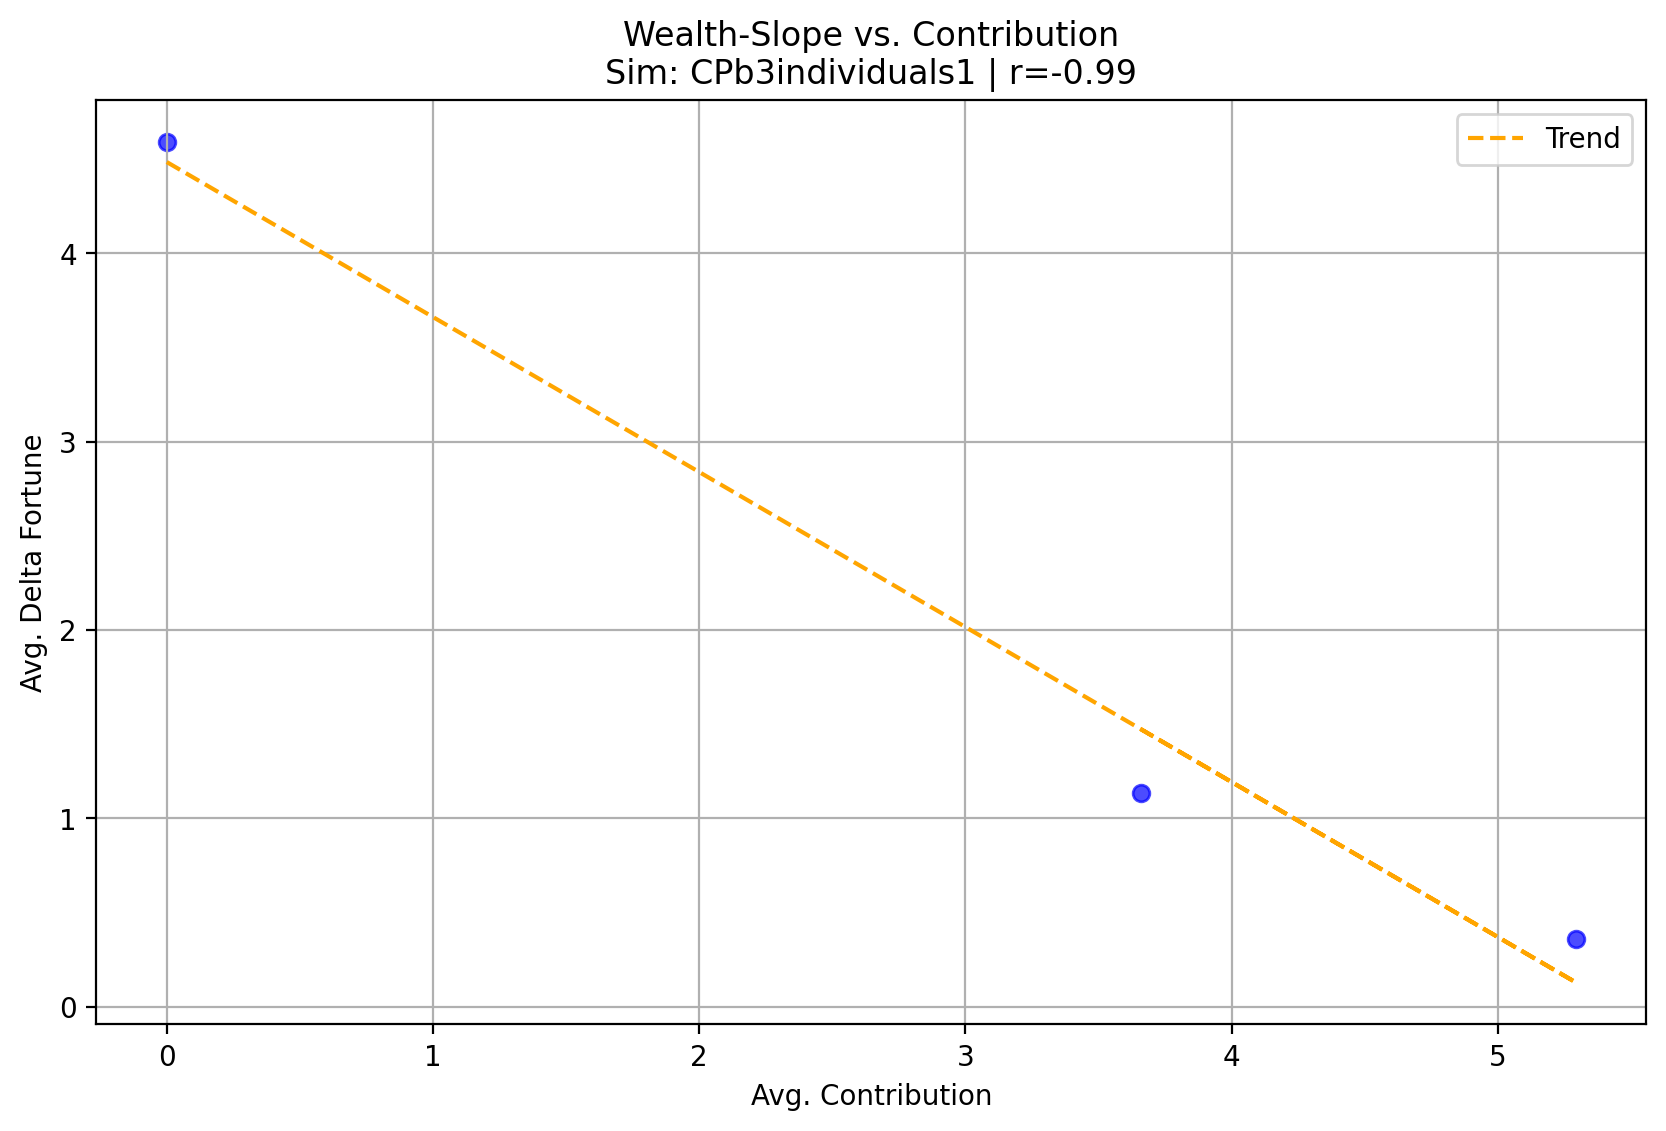 Wealth-Slope vs. Contribution
Sim: CPb3individuals1 | r=-0.99
Trend
Avg. Delta Fortune
4
3
2
1
0
0 1 2 3 4 5
Avg. Contribution